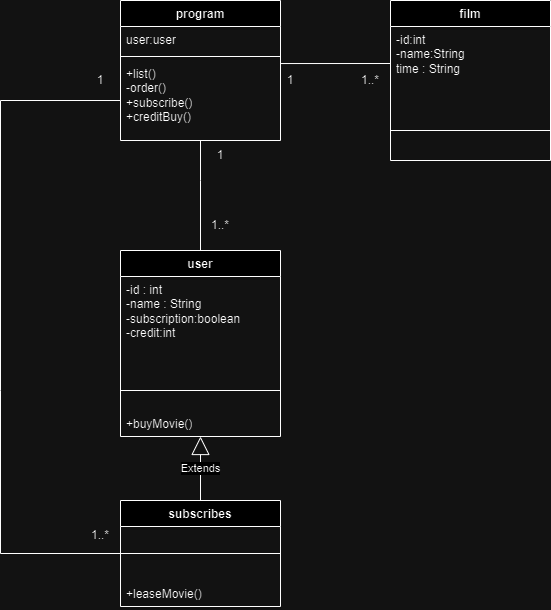 program
user:user
+list()
-order()
+subscribe()
+creditBuy()
film
-id:int
-name:String
time : String
1
1
1..*
1
1..*
user
-id : int
-name : String
-subscription:boolean
-credit:int
+buyMovie()
Extends
subscribes
1..*
+leaseMovie()